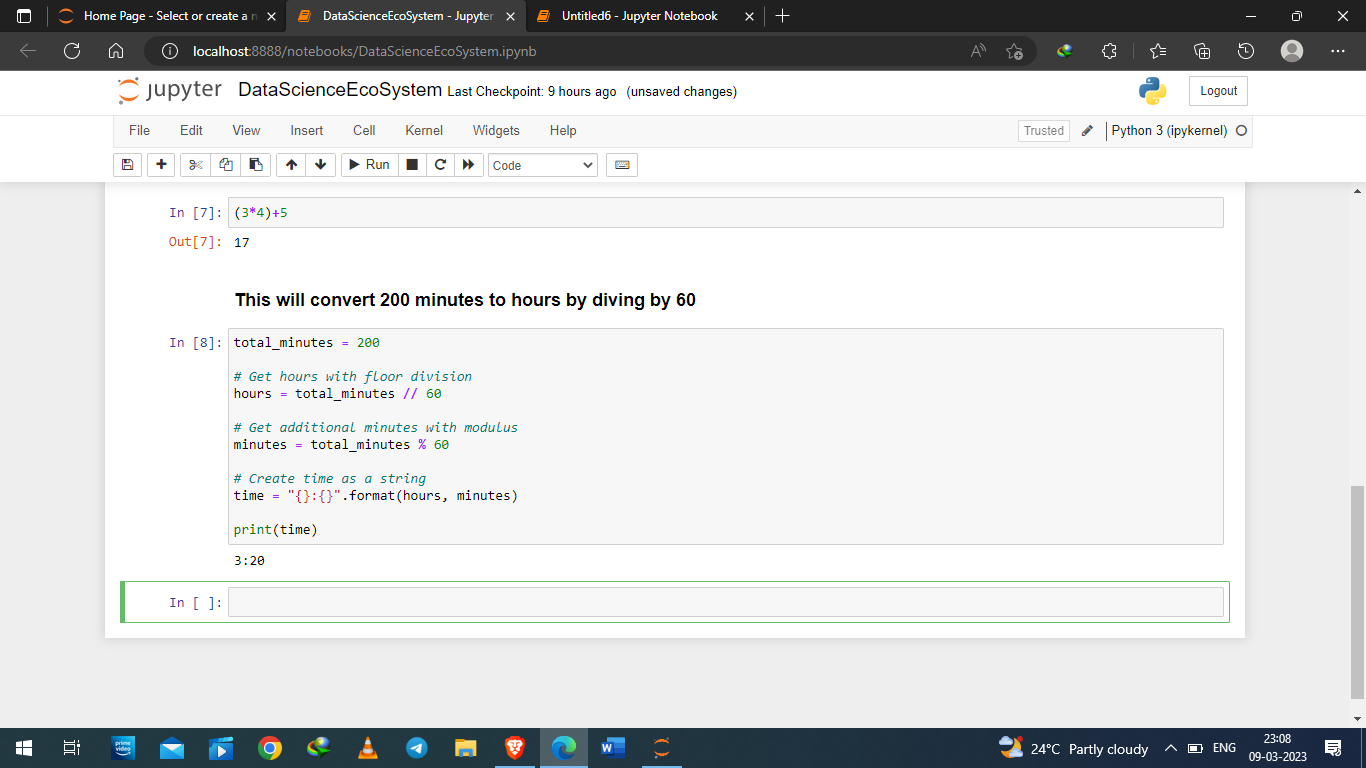 Home Page - Select or create a n
DataScienceEcoSystem - Jupyter
Untitled6 - Jupyter Notebook
localhost:8888/notebooks/DataScienceEcoSystem.ipynb
jupyter DataScienceEcoSystem Last Checkpoint: 9 hours ago (unsaved changes)
Logout
File Edit View Insert Cell Kernel Widgets Help
Trusted
Python 3 (ipykernel)
Run
Code
In [7]: (3*4)+5
Out[7]: 17
This will convert 200 minutes to hours by diving by 60
In [8]: total_minutes = 200
# Get hours with floor division
hours = total_minutes // 60
# Get additional minutes with modulus
minutes = total_minutes % 60
# Create time as a string
time = "{}:{}".format(hours, minutes)
print(time)
3:20
In [ ]:
prime video
24°C Partly cloudy
ENG
23:08
09-03-2023